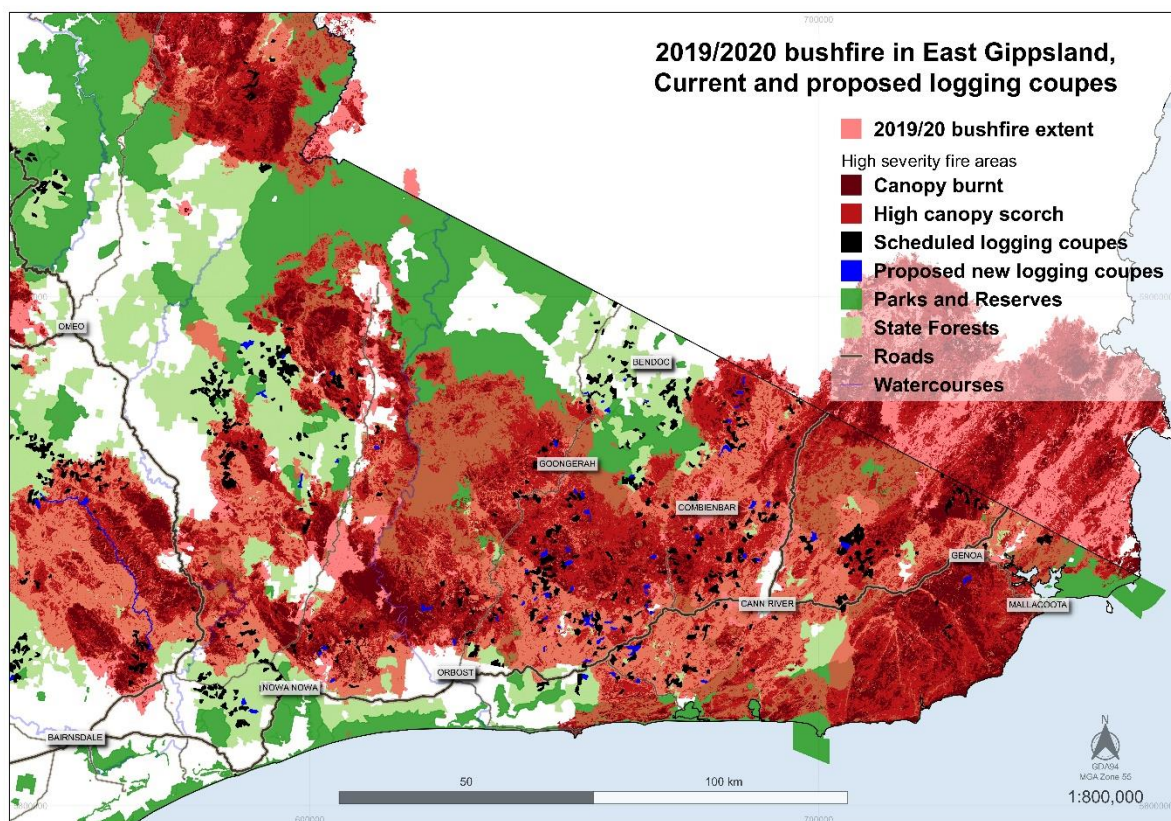 700000
2019/2020 bushfire in East Gippsland,
Current and proposed logging coupes
2019/20 bushfire extent
High severity fire areas
Canopy burnt
High canopy scorch
Scheduled logging coupes
Proposed new logging coupes
Parks and Reserves
State Forests
Roads
Watercourses
OMEO
BENDOC
GOONGERAH
COMBIENBAR
GENOA
CANN RIVER
MALLACOOTA
ORBOST
NOWA NOWA
BAIRNSDALE
N
GDA94
MGA Zone 55
50
100 km
1:800,000
600000
700000